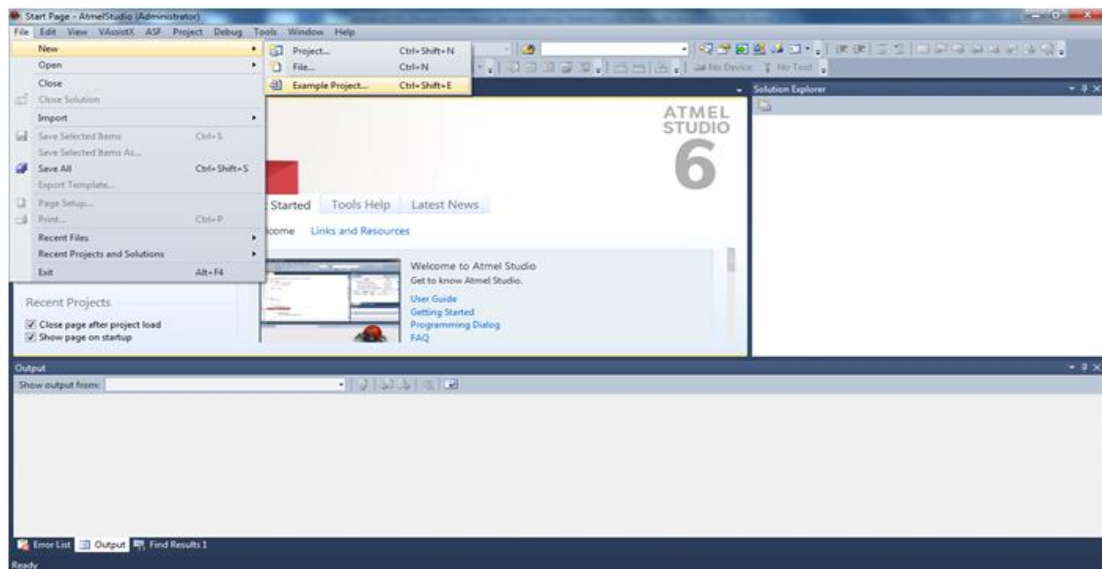 Start Page - AtmelStudio (Administrator)
File Edit View VAssistX ASF Project Debug Tools Window Help
New
Project... Ctrl+Shift+N
Open
File... Ctrl+N
No Device No Tool
Close
Example Project... Ctrl+Shift+E
Solution Explorer
Close Solution
Import
ATMEL
STUDIO
6
Save Selected Items Ctrl+S
Save Selected Items As...
Save All Ctrl+Shift+S
Export Template...
Page Setup...
Started Tools Help Latest News
Print... Ctrl+P
come Links and Resources
Recent Files
Recent Projects and Solutions
Exit Alt+F4
Welcome to Atmel Studio
Get to know Atmel Studio.
User Guide
Getting Started
Programming Dialog
FAQ
Recent Projects
Close page after project load
Show page on startup
Output
Show output from:
Error List Output Find Results 1
Ready